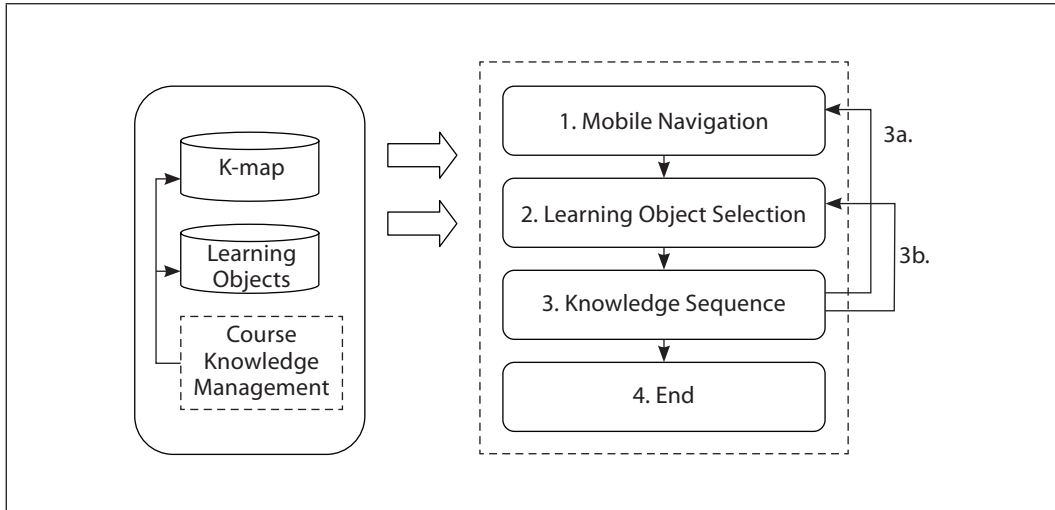 K-map
Learning
Objects
Course
Knowledge
Management
1. Mobile Navigation
2. Learning Object Selection
3. Knowledge Sequence
4. End
3a.
3b.